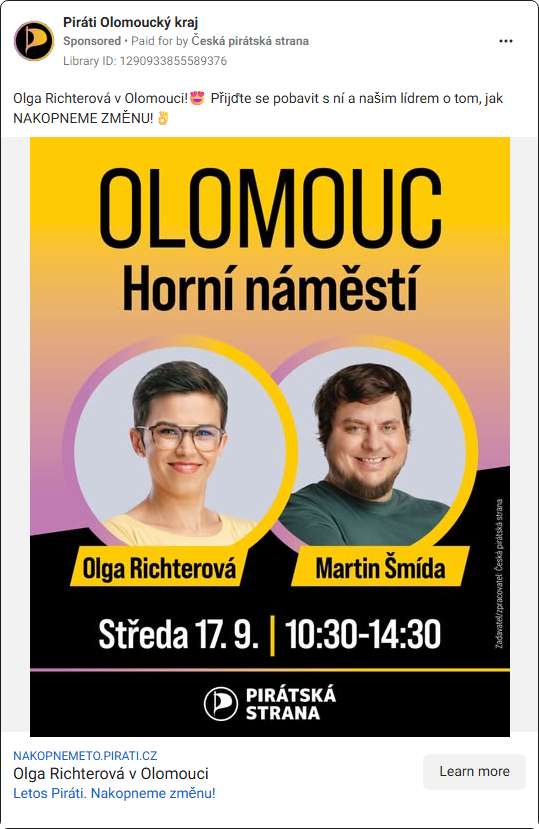 Piráti Olomoucký kraj
Sponsored • Paid for by Česká pirátská strana
Library ID: 1290933855589376
Olga Richterová v Olomouci!😍 Přijďte se pobavit s ní a našim lídrem o tom, jak
NAKOPNEME ZMĚNU!👌
OLOMOUC
Horní náměstí
Olga Richterová
Martin Šmída
Zadavatel/zpracovatel: Česká pirátská strana
Středa 17. 9. | 10:30-14:30
PIRÁTSKÁ
STRANA
NAKOPNEMETO.PIRATI.CZ
Olga Richterová v Olomouci
Letos Piráti. Nakopneme změnu!
Learn more